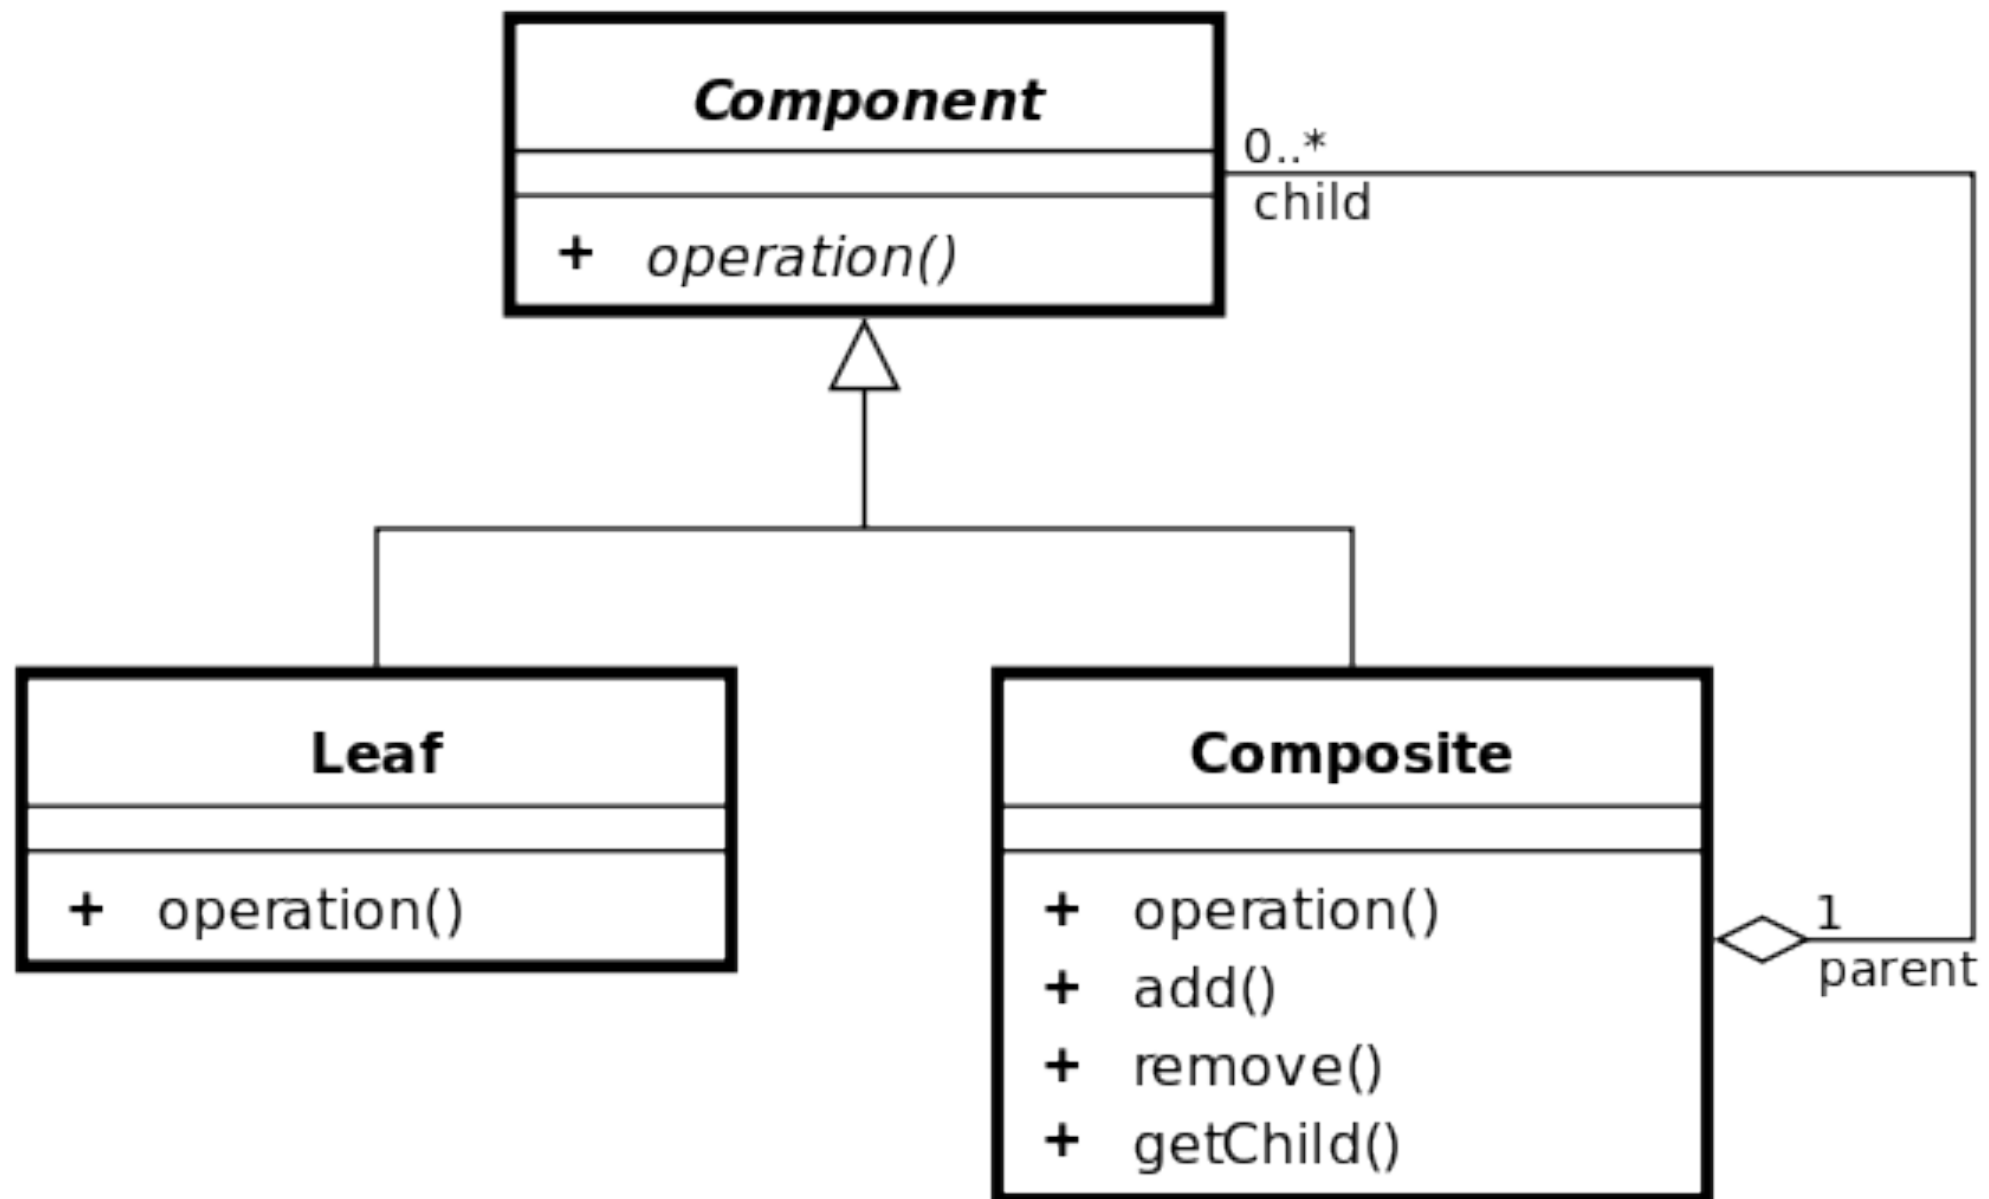 Component
0..*
child
+ operation()
Leaf
+ operation()
Composite
+ operation()
+ add()
+ remove()
+ getChild()
1
parent